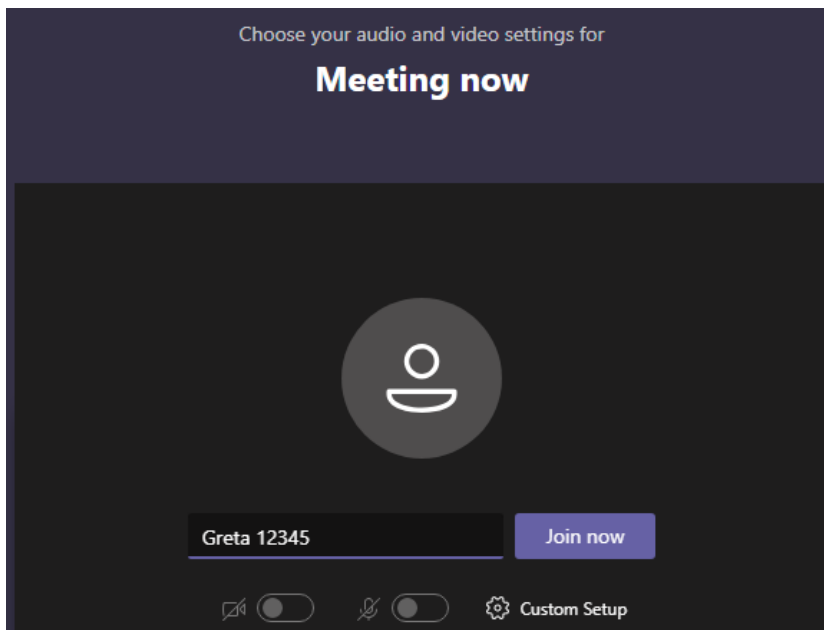 Choose your audio and video settings for
Meeting now
Greta 12345
Join now
Custom Setup